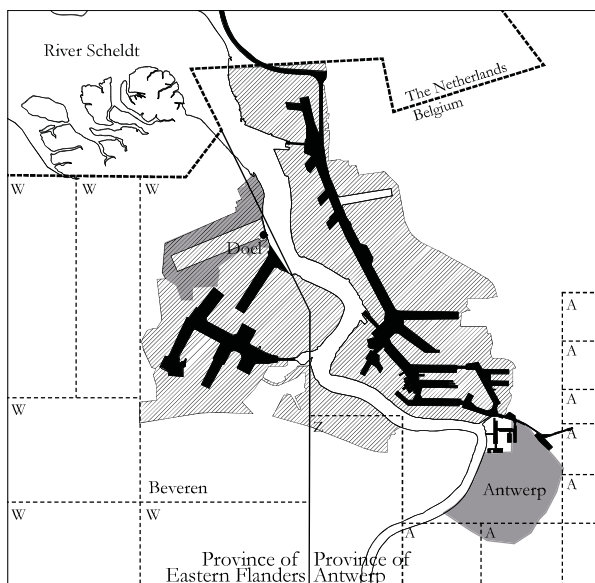 River Scheldt
The Netherlands
Belgium
W
W
W
Doel
A
A
W
A
Z
A
Beveren
Antwerp
A
W
W
A
A
Province of
Eastern Flanders
Province of
Antwerp